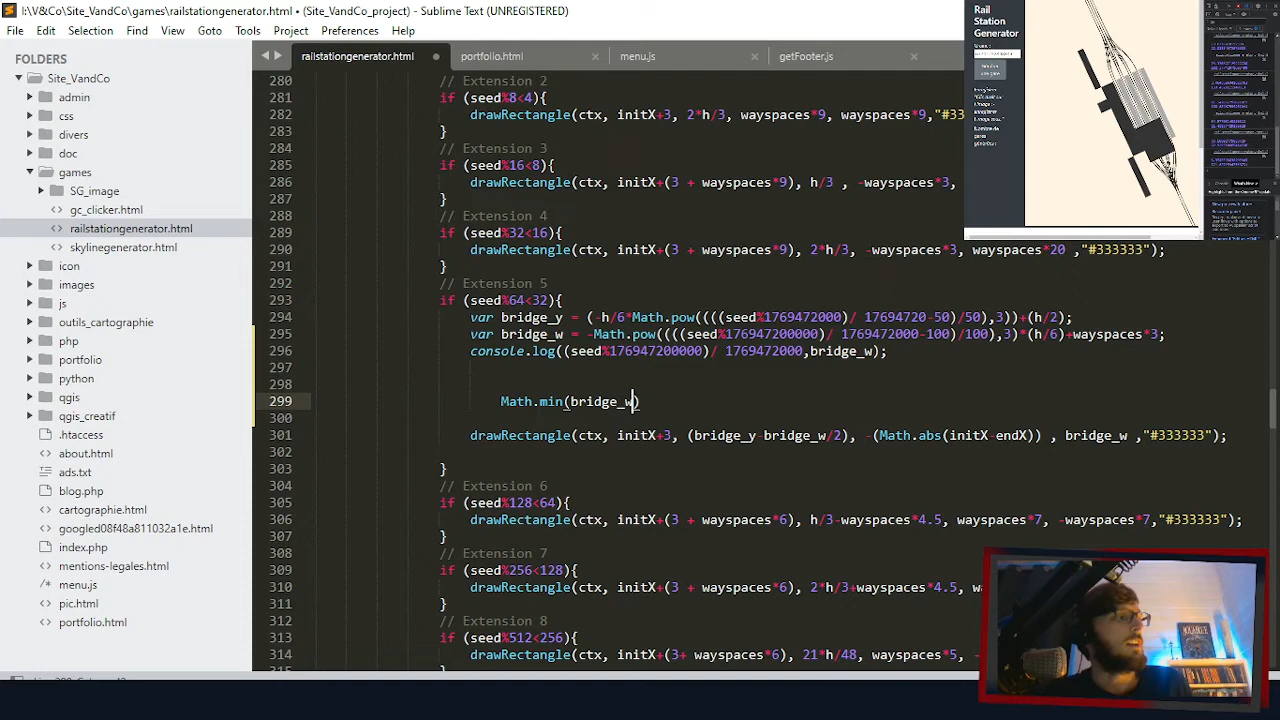 I:\V&Co\Site_VandCo\games\railstationgenerator.html • (Site_VandCo_project) - Sublime Text (UNREGISTERED)
File Edit Selection Find View Goto Tools Project Preferences Help
FOLDERS
Site_VandCo
admin
css
divers
doc
games
SG_image
gc_clicker.html
railstationgenerator.html
skylinegenerator.html
icon
images
js
outils_cartographie
php
portfolio
python
qgis
qgis_creatif
.htaccess
about.html
ads.txt
blog.php
cartographie.html
googled08f48a811032a1e.html
index.php
mentions-legales.html
menu.js
pic.html
portfolio.html
railstationgenerator.html portfolio.html menu.js getFooter.js
280 // Extension 2
281 if (seed%8<4){
282 drawRectangle(ctx, initX+3, 2*h/3, wayspaces*9, wayspaces*9,"#33
283 }
284 // Extension 3
285 if (seed%16<8){
286 drawRectangle(ctx, initX+(3 + wayspaces*9), h/3 , -wayspaces*3,
287 }
288 // Extension 4
289 if (seed%32<16){
290 drawRectangle(ctx, initX+(3 + wayspaces*9), 2*h/3, -wayspaces*3, wayspaces*20 ,"#333333");
291 }
292 // Extension 5
293 if (seed%64<32){
294 var bridge_y = (-h/6*Math.pow((((seed%1769472000)/ 17694720-50)/50),3))+(h/2);
295 var bridge_w = -Math.pow((((seed%176947200000)/ 1769472000-100)/100),3)*(h/6)+wayspaces*3;
296 console.log((seed%176947200000)/ 1769472000,bridge_w);
297
298
299 Math.min(bridge_w)
300
301 drawRectangle(ctx, initX+3, (bridge_y-bridge_w/2), -(Math.abs(initX-endX)) , bridge_w ,"#333333");
302
303 }
304 // Extension 6
305 if (seed%128<64){
306 drawRectangle(ctx, initX+(3 + wayspaces*6), h/3-wayspaces*4.5, wayspaces*7, -wayspaces*7,"#333333");
307 }
308 // Extension 7
309 if (seed%256<128){
310 drawRectangle(ctx, initX+(3 + wayspaces*6), 2*h/3+wayspaces*4.5,
311 }
312 // Extension 8
313 if (seed%512<256){
314 drawRectangle(ctx, initX+(3+ wayspaces*6), 21*h/48, wayspaces*5, -
315 }
Rail
Station
Generator